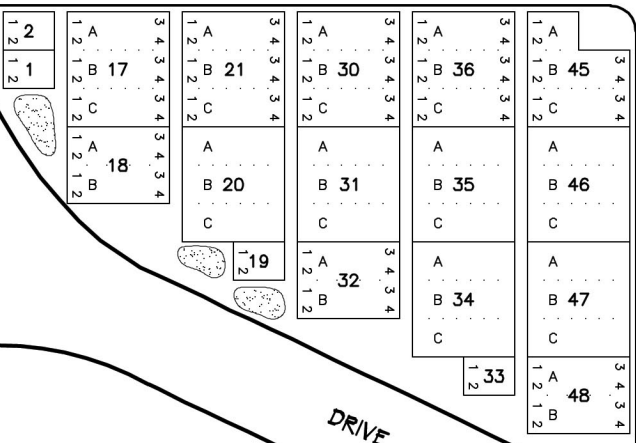 1 2 2
1 2 1
1 2 A 3 4
1 2 B 17 3 4
1 2 C 3 4
1 2 A 3 4
18
1 2 B 3 4
1 2 A 3 4
1 2 B 21 3 4
1 2 C 3 4
A
B 20
C
1 2 19
1 2 A 3 4
1 2 B 30 3 4
1 2 C 3 4
A
B 31
C
1 2 A 3 4
32
1 2 B 3 4
1 2 A 3 4
1 2 B 36 3 4
1 2 C 3 4
A
B 35
C
A
B 34
C
1 2 33
1 2 A
1 2 B 45 3 4
1 2 C 3 4
A
B 46
C
A
B 47
C
1 2 A 3 4
48
1 2 B 3 4
DRIVE